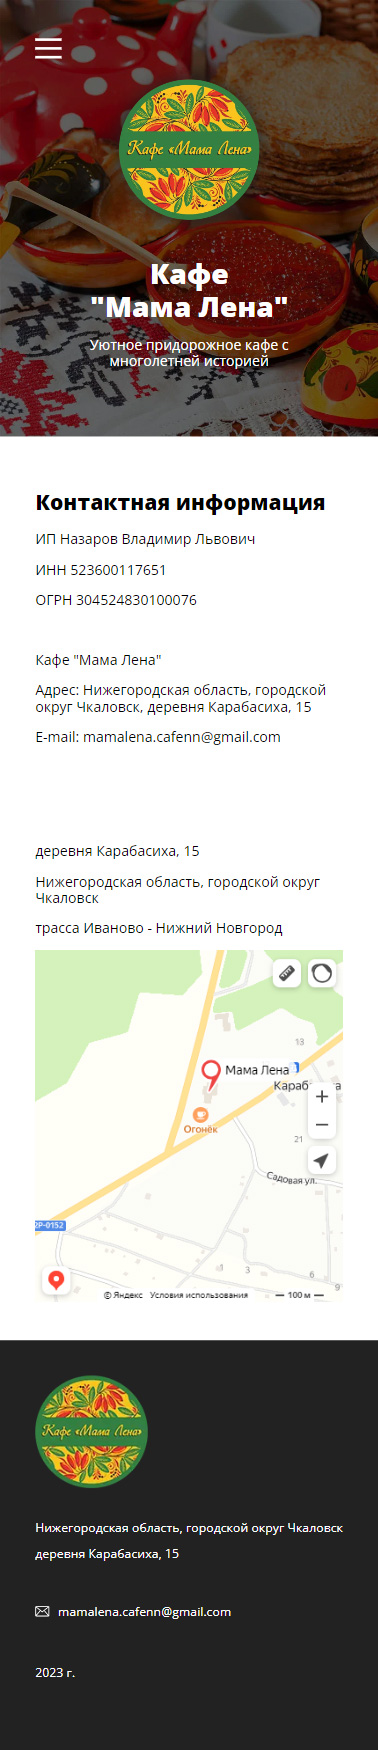 Кафе «Мама Лена»
Кафе
"Мама Лена"
Уютное придорожное кафе с
многолетней историей
Контактная информация
ИП Назаров Владимир Львович
ИНН 523600117651
ОГРН 304524830100076
Кафе "Мама Лена"
Адрес: Нижегородская область, городской
округ Чкаловск, деревня Карабасиха, 15
E-mail: mamalena.cafenn@gmail.com
деревня Карабасиха, 15
Нижегородская область, городской округ
Чкаловск
трасса Иваново - Нижний Новгород
13
Мама Лена
Огонёк
21
Садовая ул.
2Р-0152
1
3
6
9
© Яндекс Условия использования
100 м
Кафе «Мама Лена»
Нижегородская область, городской округ Чкаловск
деревня Карабасиха, 15
mamalena.cafenn@gmail.com
2023 г.